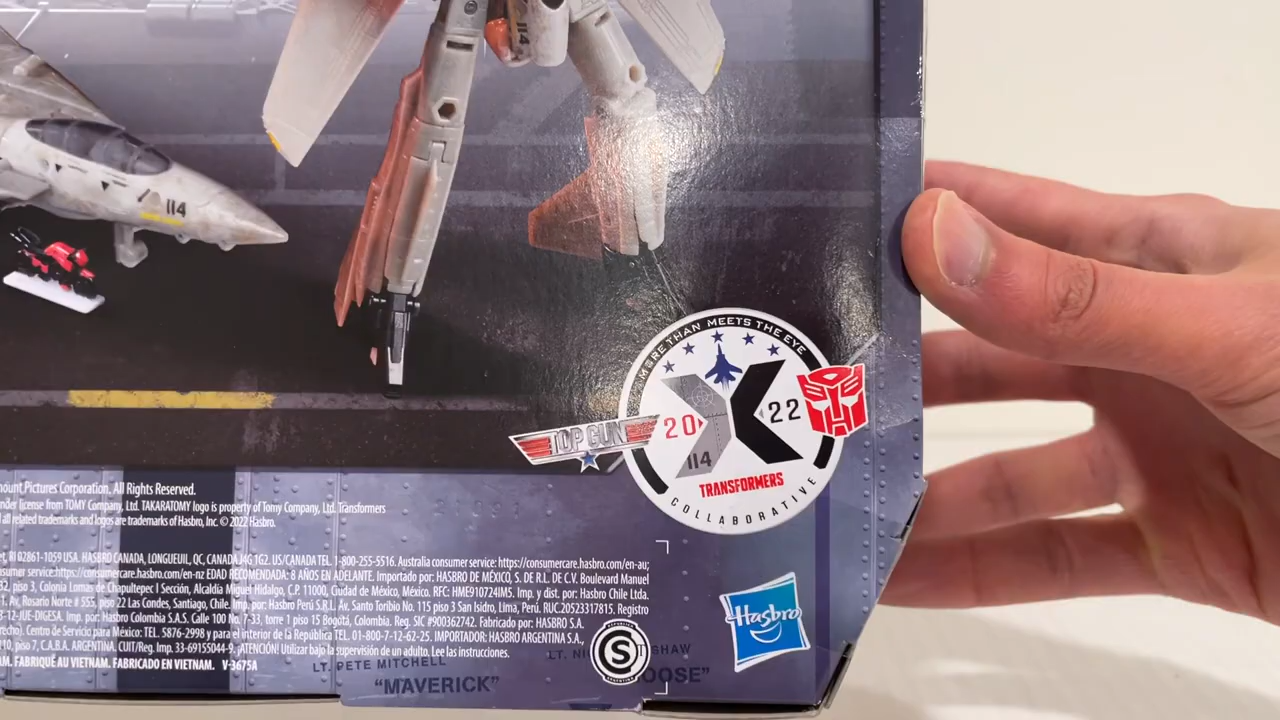 114
114
MORE THAN MEETS THE EYE
TOP GUN
20 22
114
TRANSFORMERS
COLLABORATIVE
Pictures Corporation. All Rights Reserved.
under license from TOMY Company, Ltd. TAKARATOMY logo is property of Tomy Company, Ltd. Transformers
all related trademarks and logos are trademarks of Hasbro, Inc. © 2022 Hasbro.
RI 02861-1059 USA. HASBRO CANADA, LONGUEUIL, QC, CANADA J4G 1G2. US/CANADA TEL. 1-800-255-5516. Australia consumer service: https://consumercare.hasbro.com/en-au;
service:https://consumercare.hasbro.com/en-nz EDAD RECOMENDADA: 8 AÑOS EN ADELANTE. Importado por: HASBRO DE MÉXICO, S. DE R.L. DE C.V. Boulevard Manuel
piso 3, Colonia Lomas de Chapultepec I Sección, Alcaldía Miguel Hidalgo, C.P. 11000, Ciudad de México, México. RFC: HME910724IM5. Imp. y dist. por: Hasbro Chile Ltda.
Av. Rosario Norte # 555, piso 22 Las Condes, Santiago, Chile. Imp. por: Hasbro Perú S.R.L. Av. Santo Toribio No. 115 piso 3 San Isidro, Lima, Perú. RUC.20523317815. Registro
Imp. por: Hasbro Colombia S.A.S. Calle 100 No. 7-33, torre 1 piso 15 Bogotá, Colombia. Reg. SIC #900362742. Fabricado por: HASBRO S.A.
Centro de Servicio para México: TEL. 5876-2998 y para el interior de la República TEL. 01-800-7-12-62-25. IMPORTADOR: HASBRO ARGENTINA S.A.,
piso 7, C.A.B.A. ARGENTINA. CUIT/Reg. Imp. 33-69155044-9. ¡ATENCIÓN! Utilizar bajo la supervisión de un adulto. Lee las instrucciones.
FABRIQUÉ AU VIETNAM. FABRICADO EN VIETNAM. V-3675A
S
Hasbro
LT. PETE MITCHELL
"MAVERICK"